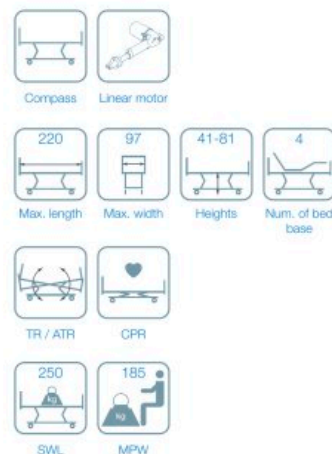 Compass Linear motor
220 97 41-81 4
Max. length Max. width Heights Num. of bed
base
TR / ATR CPR
250 185
kg kg
SWL MPW